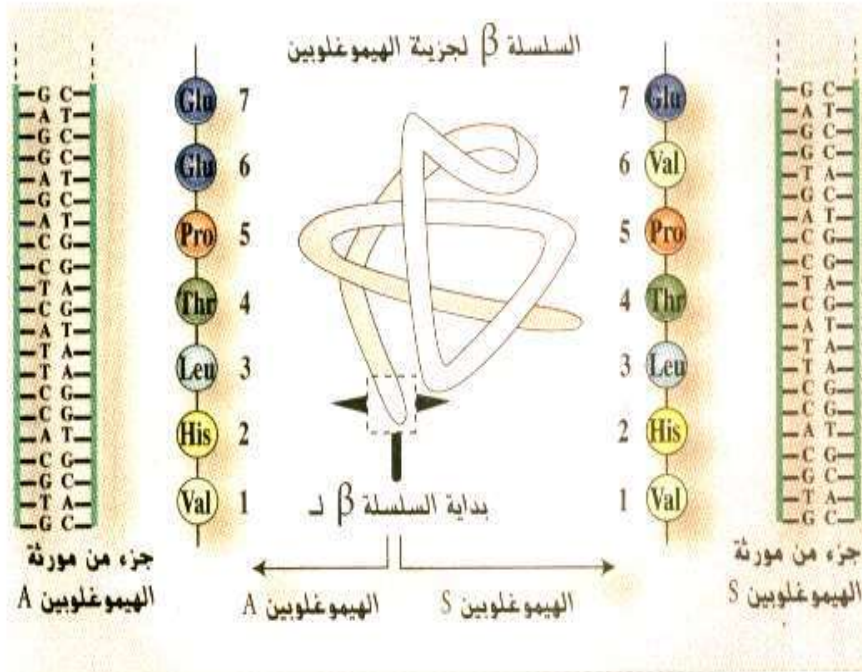 السلسلة β لجزيئة الهيموغلوبين
G C
A T
G C
G C
A T
G C
A T
C G
C G
T A
C G
A T
T A
T A
C G
C G
A T
C G
G C
T A
G C
جزء من مورثة
الهيموغلوبين A
Glu 7
Glu 6
Pro 5
Thr 4
Leu 3
His 2
Val 1
بداية السلسلة β لـ
الهيموغلوبين A
الهيموغلوبين S
7 Glu
6 Val
5 Pro
4 Thr
3 Leu
2 His
1 Val
G C
A T
G C
G C
T A
G C
A T
C G
C G
T A
C G
A T
T A
T A
C G
C G
A T
C G
G C
T A
G C
جزء من مورثة
الهيموغلوبين S